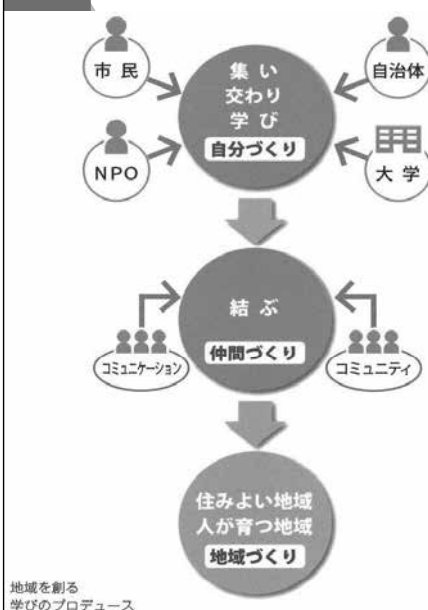 市 民
自治体
集 い
交わり
学 び
自分づくり
NPO
大 学
結 ぶ
仲間づくり
コミュニケーション
コミュニティ
住みよい地域
人が育つ地域
地域づくり
地域を創る
学びのプロデュース